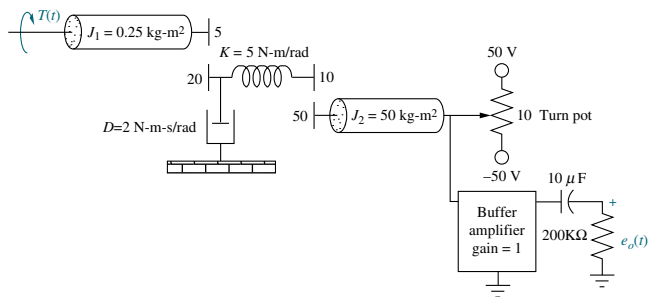 T(t)
J1 = 0.25 kg-m²
5
K = 5 N-m/rad
20
10
D=2 N-m-s/rad
50
J2 = 50 kg-m²
50 V
10 Turn pot
–50 V
10 μF
+
Buffer
amplifier
gain = 1
200KΩ
eo(t)